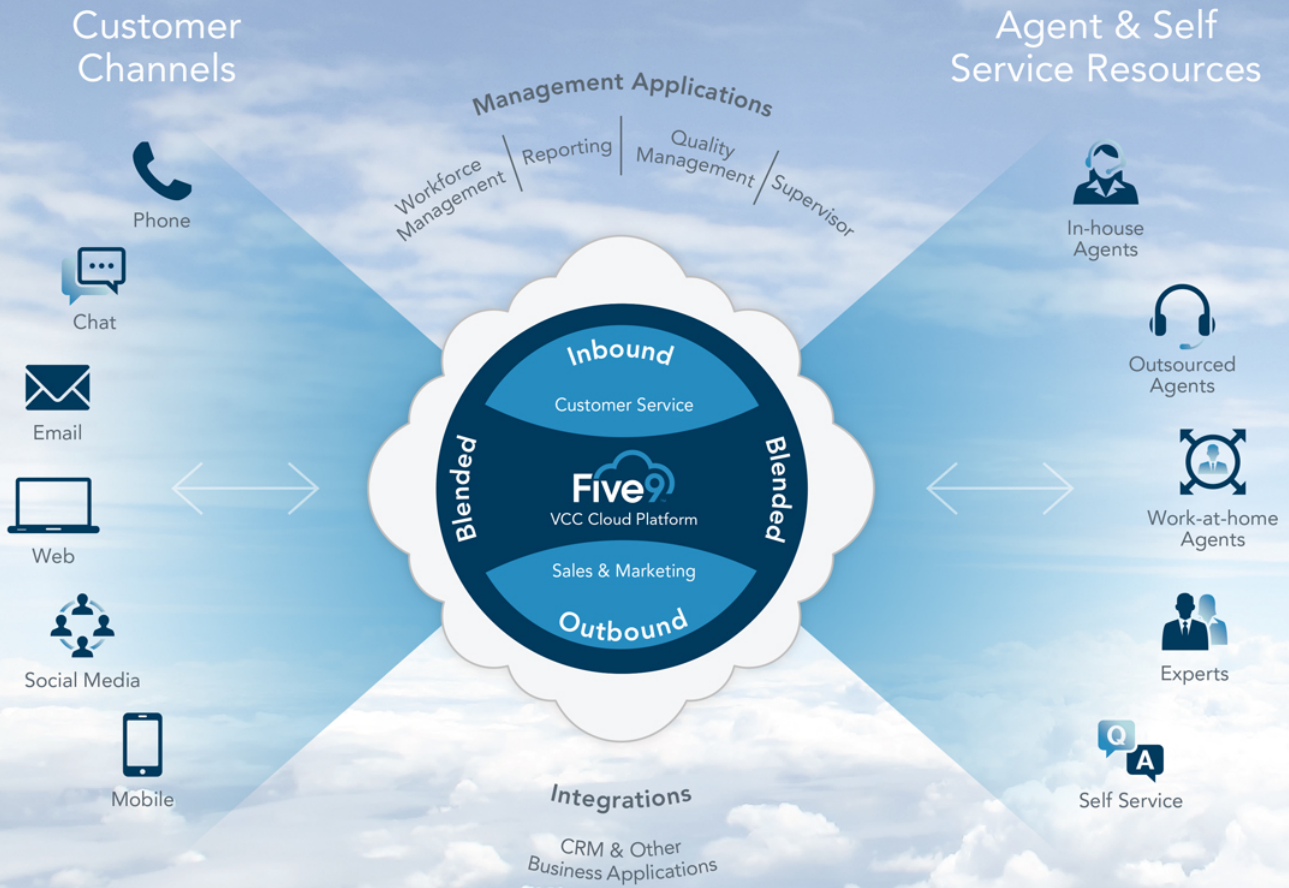 Customer
Channels
Agent & Self
Service Resources
Management Applications
Workforce
Management
Reporting
Quality
Management
Supervisor
Phone
Chat
Email
Web
Social Media
Mobile
Inbound
Customer Service
Blended
Five9
™
VCC Cloud Platform
Blended
Sales & Marketing
Outbound
In-house
Agents
Outsourced
Agents
Work-at-home
Agents
Experts
Q
A
Self Service
Integrations
CRM & Other
Business Applications